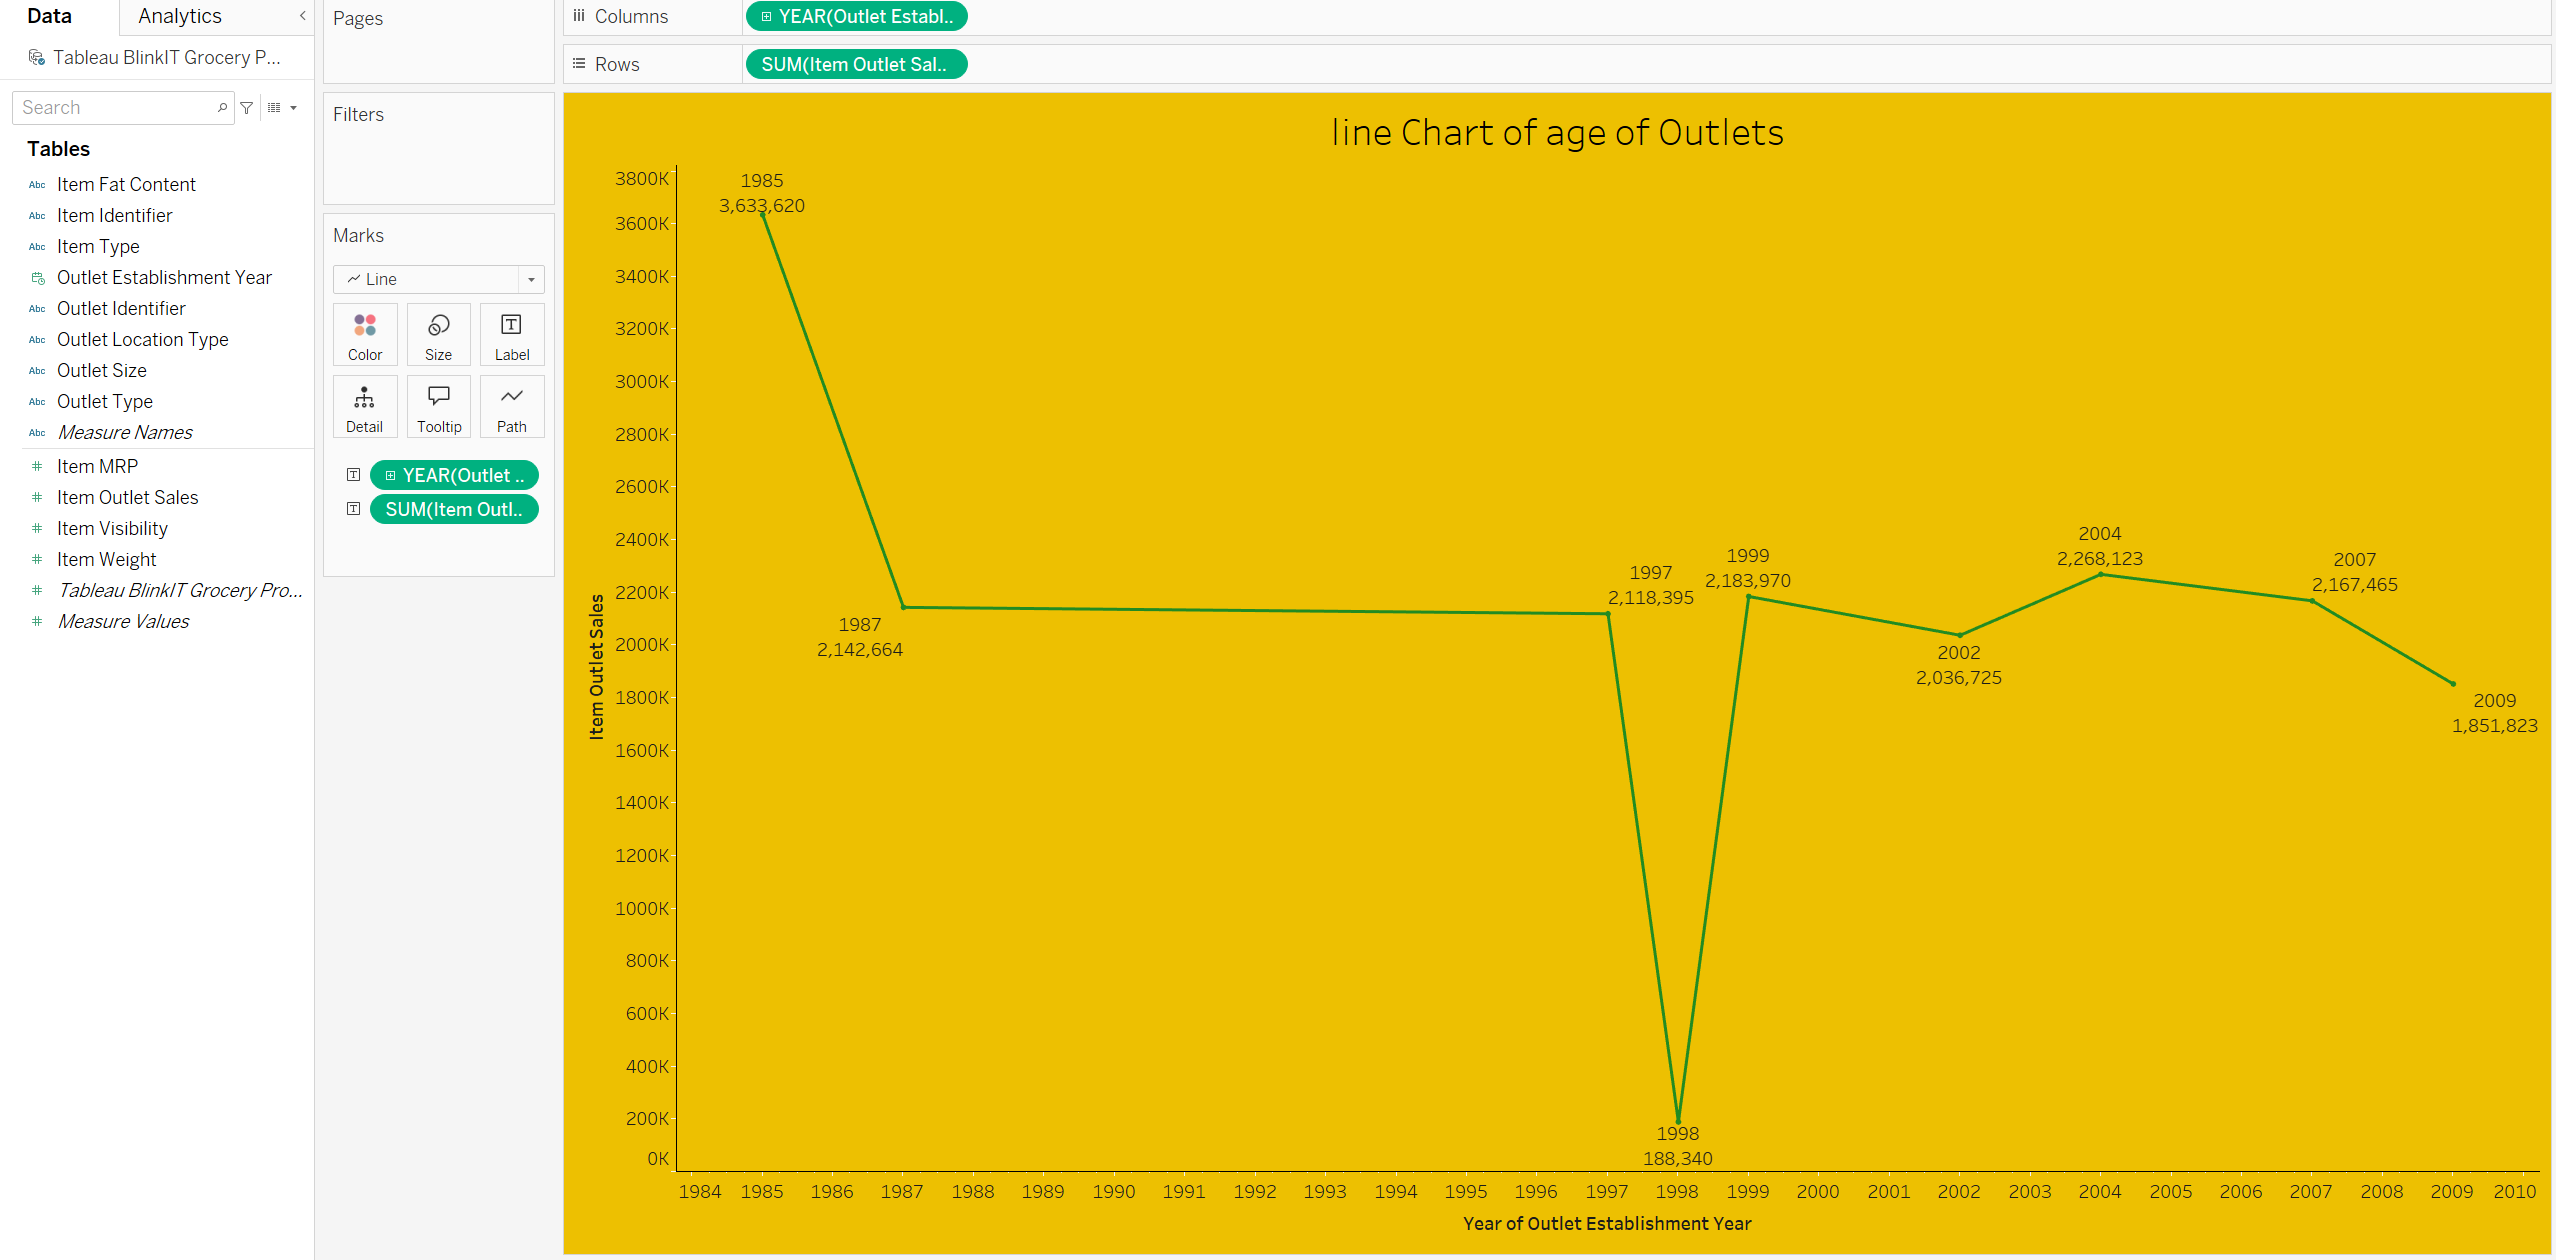 Data
Analytics
Tableau BlinkIT Grocery P...
Search
Tables
Abc Item Fat Content
Abc Item Identifier
Abc Item Type
Outlet Establishment Year
Abc Outlet Identifier
Abc Outlet Location Type
Abc Outlet Size
Abc Outlet Type
Abc Measure Names
# Item MRP
# Item Outlet Sales
# Item Visibility
# Item Weight
# Tableau BlinkIT Grocery Pro...
# Measure Values
Pages
Filters
Marks
Line
Color
Size
T
Label
Detail
Tooltip
Path
T YEAR(Outlet ..
T SUM(Item Outl..
Columns
YEAR(Outlet Establ..
Rows
SUM(Item Outlet Sal..
line Chart of age of Outlets
Item Outlet Sales
3800K
3600K
3400K
3200K
3000K
2800K
2600K
2400K
2200K
2000K
1800K
1600K
1400K
1200K
1000K
800K
600K
400K
200K
0K
1985
3,633,620
1987
2,142,664
1997
2,118,395
1998
188,340
1999
2,183,970
2002
2,036,725
2004
2,268,123
2007
2,167,465
2009
1,851,823
1984 1985 1986 1987 1988 1989 1990 1991 1992 1993 1994 1995 1996 1997 1998 1999 2000 2001 2002 2003 2004 2005 2006 2007 2008 2009 2010
Year of Outlet Establishment Year